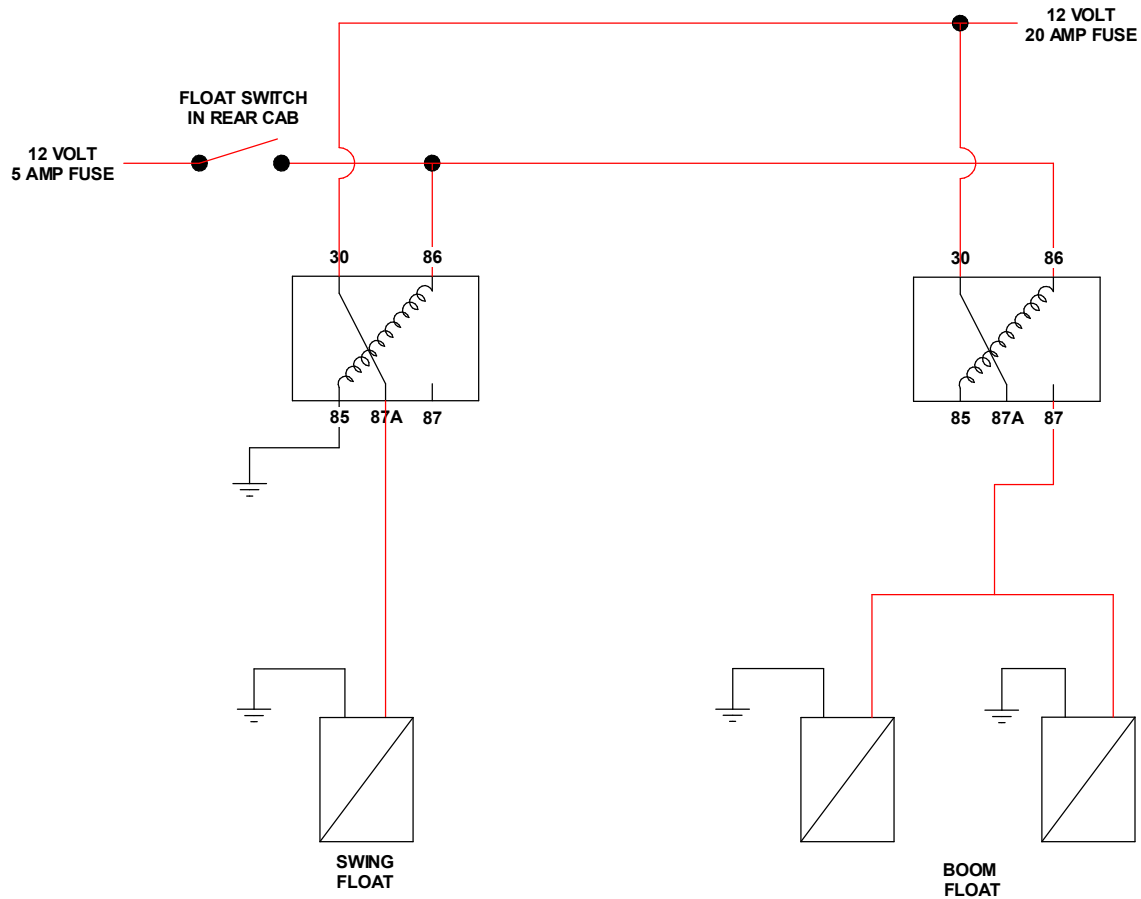 12 VOLT
20 AMP FUSE
FLOAT SWITCH
IN REAR CAB
12 VOLT
5 AMP FUSE
30 86
30 86
85 87A 87
85 87A 87
SWING
FLOAT
BOOM
FLOAT